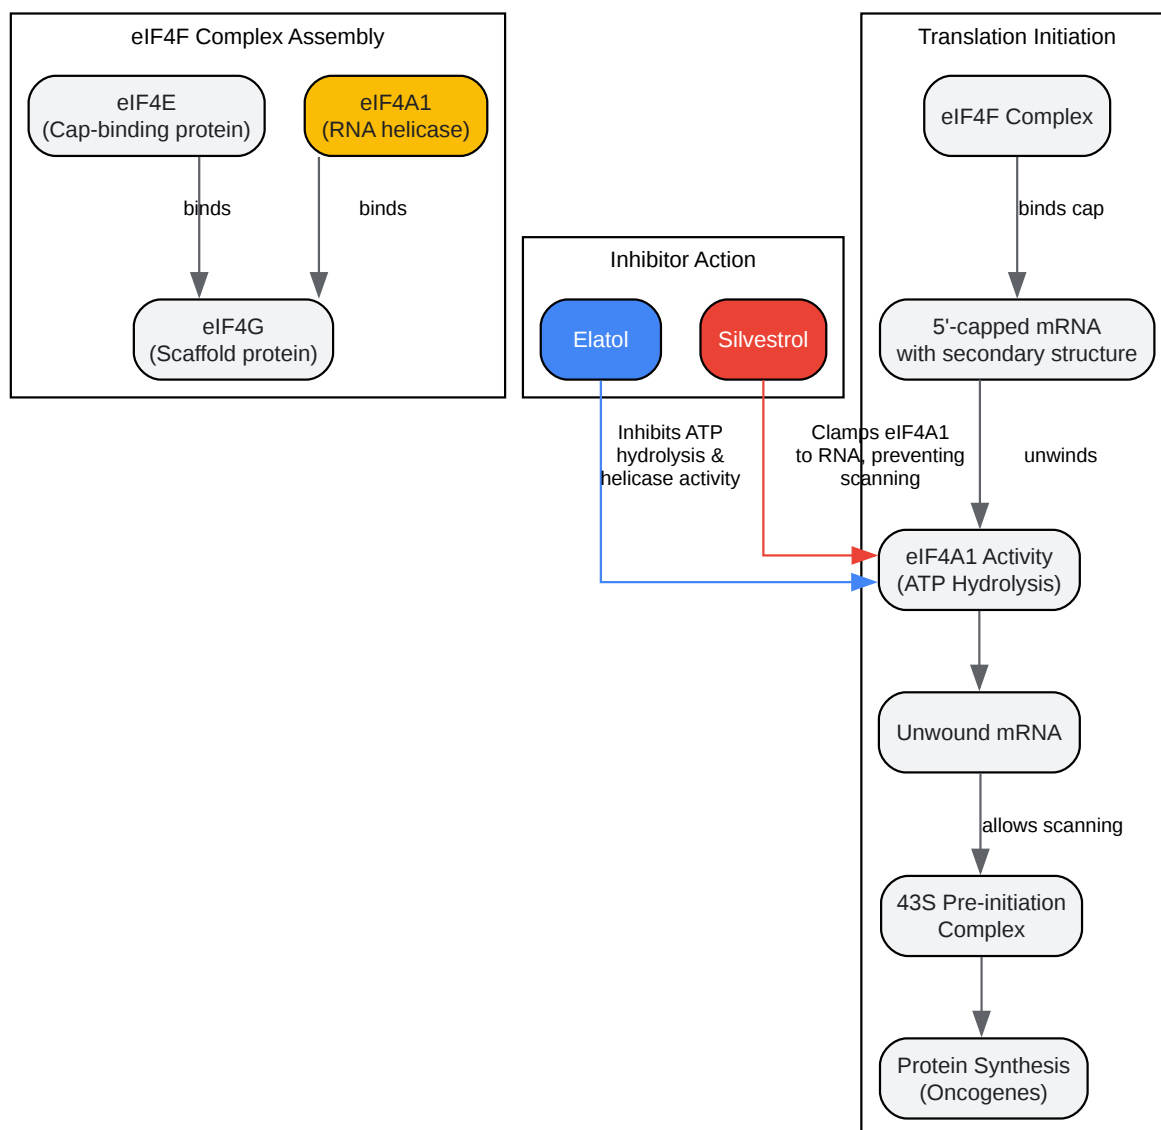 eIF4F Complex Assembly
eIF4E
(Cap-binding protein)
eIF4A1
(RNA helicase)
binds
binds
eIF4G
(Scaffold protein)
Inhibitor Action
Elatol
Silvestrol
Inhibits ATP
hydrolysis &
helicase activity
Clamps eIF4A1
to RNA, preventing
scanning
Translation Initiation
eIF4F Complex
binds cap
5'-capped mRNA
with secondary structure
unwinds
eIF4A1 Activity
(ATP Hydrolysis)
Unwound mRNA
allows scanning
43S Pre-initiation
Complex
Protein Synthesis
(Oncogenes)